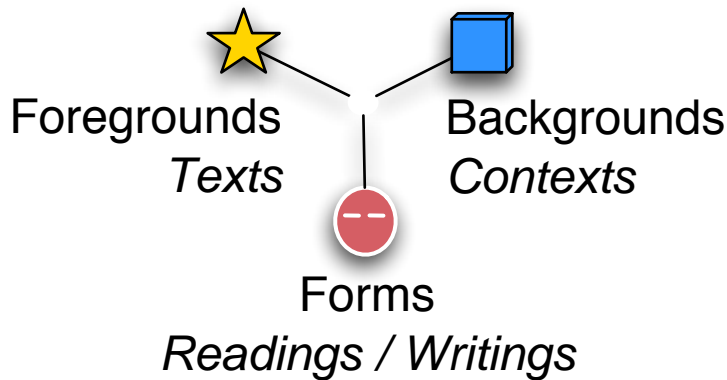 Foregrounds
Texts
Backgrounds
Contexts
Forms
Readings / Writings